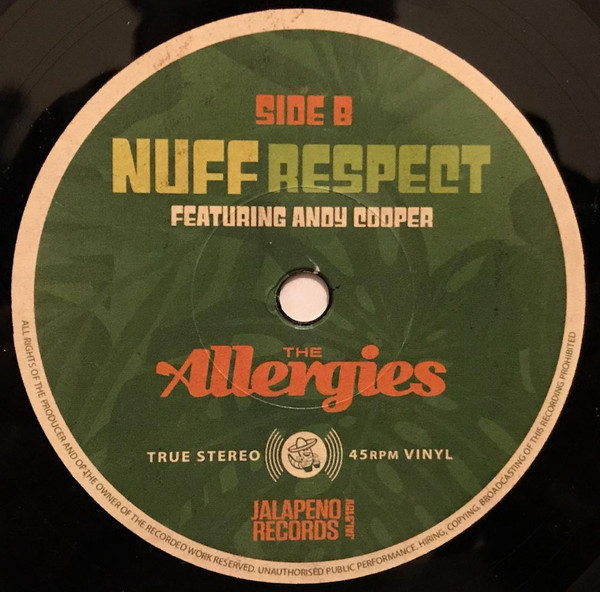 SIDE B
NUFF RESPECT
FEATURING ANDY COOPER
THE
Allergies
TRUE STEREO 45RPM VINYL
JALAPENO
RECORDS
ALL RIGHTS OF THE PRODUCER AND OF THE OWNER OF THE RECORDED WORK RESERVED. UNAUTHORISED PUBLIC PERFORMANCE, HIRING, COPYING, BROADCASTING OF THIS RECORDING PROHIBITED